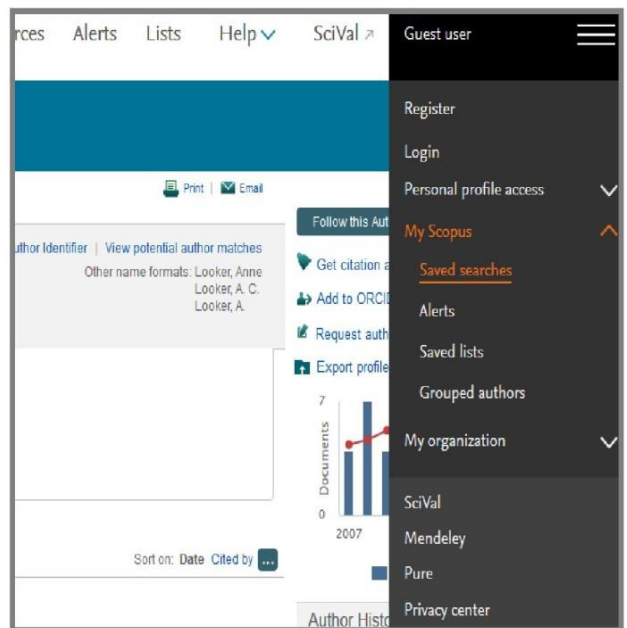 rces Alerts Lists Help SciVal
Print | Email
uthor Identifier | View potential author matches
Other name formats: Looker, Anne
Looker, A. C.
Looker, A.
Follow this Aut
Get citation a
Add to ORCID
Request auth
Export profile
7
Documents
0
2007
Sort on: Date Cited by ...
Author Histo
Guest user
Register
Login
Personal profile access
My Scopus
Saved searches
Alerts
Saved lists
Grouped authors
My organization
SciVal
Mendeley
Pure
Privacy center